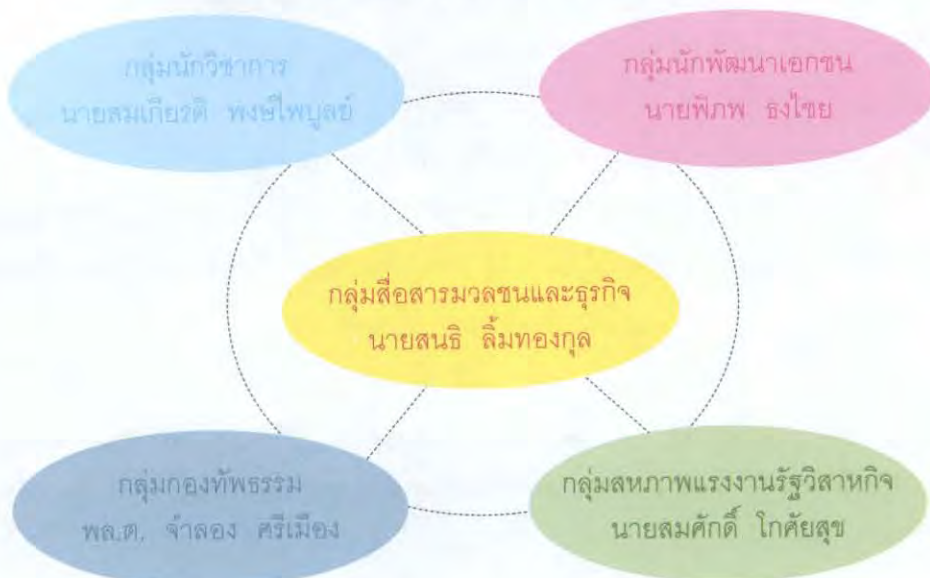 กลุ่มนักวิชาการ
นายสมเกียรติ พงษ์ไพบูลย์
กลุ่มนักพัฒนาเอกชน
นายพิภพ ธงไชย
กลุ่มสื่อสารมวลชนและธุรกิจ
นายสนธิ ลิ้มทองกุล
กลุ่มกองทัพธรรม
พล.ต. จำลอง ศรีเมือง
กลุ่มสหภาพแรงงานรัฐวิสาหกิจ
นายสมศักดิ์ โกศัยสุข